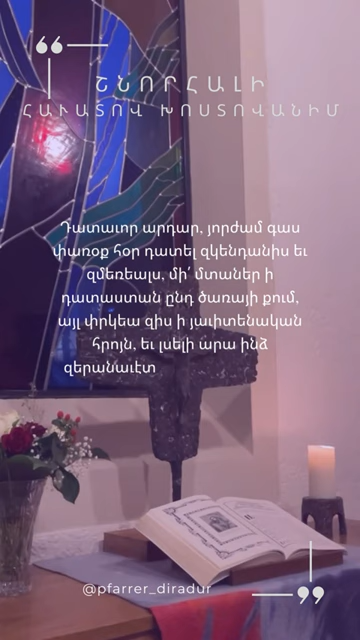 ՇՆՈՐՀԱԼԻ
ՀԱՒԱՏՈՎ ԽՈՍՏՈՎԱՆԻՄ
Դատաւոր արդար, յորժամ գաս
փառօք հօր դատել զկենդանիս եւ
զմեռեալս, մի՛ մտաներ ի
դատաստան ընդ ծառայի քում,
այլ փրկեա զիս ի յաւիտենական
հրոյն, եւ լսելի արա ինձ
զերանաւէտ
@pfarrer_diradur